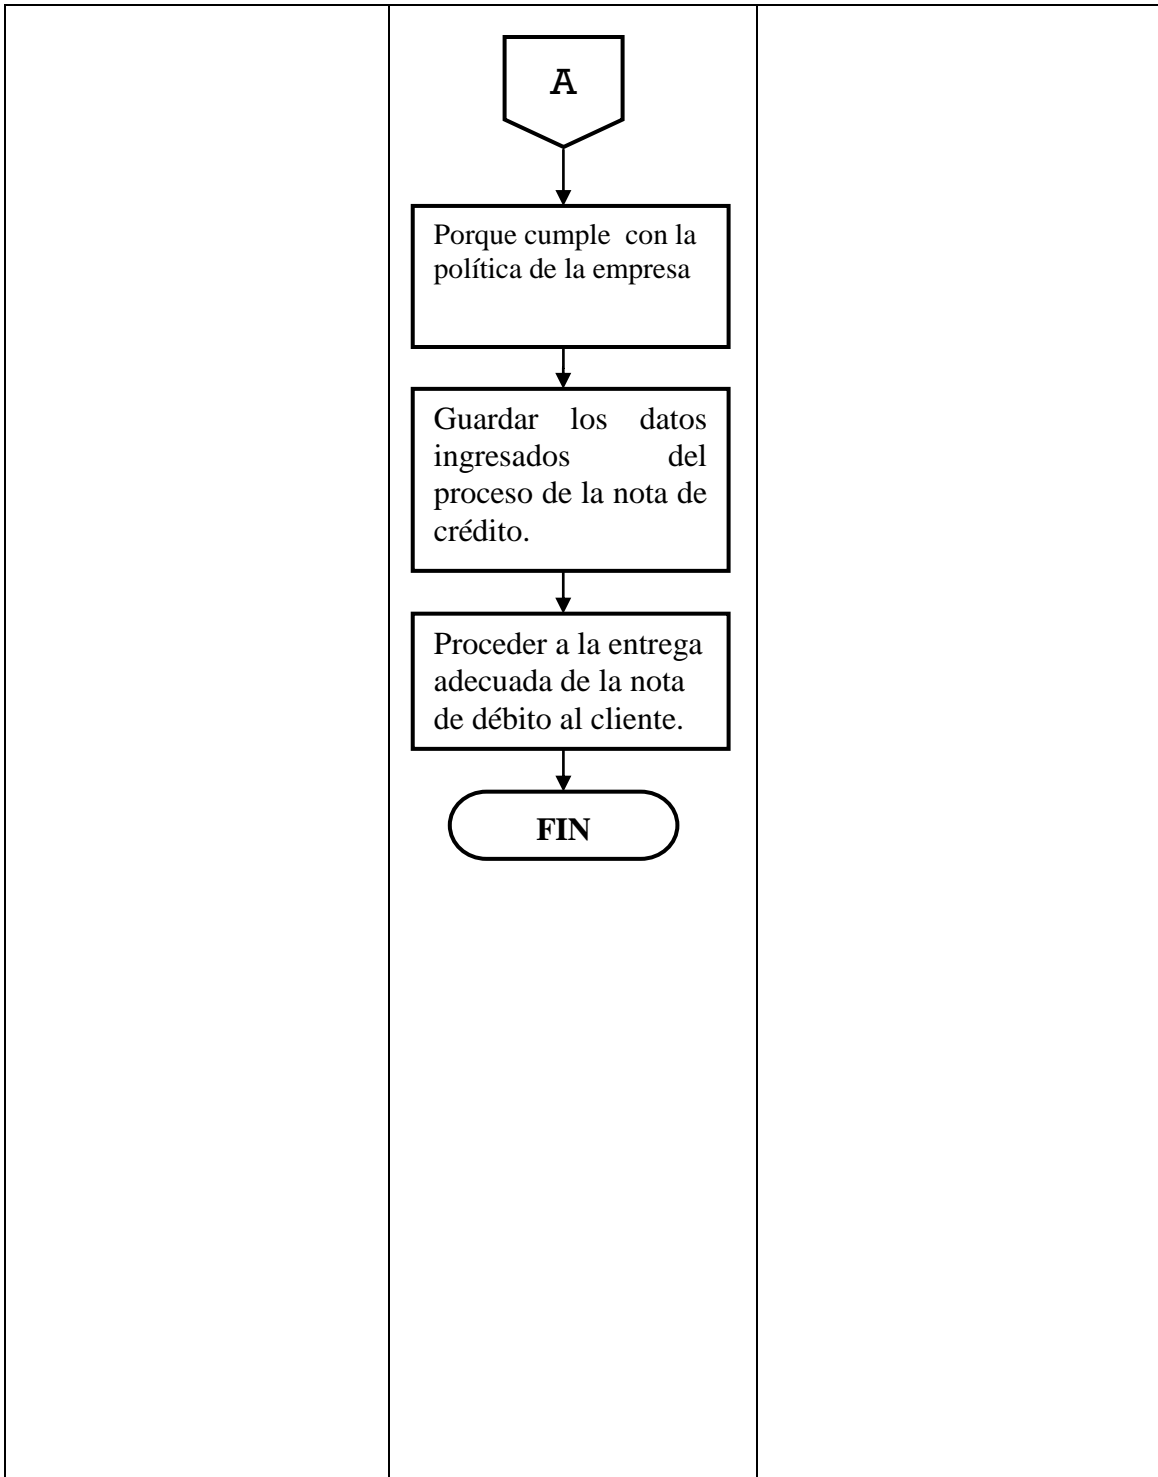 A
Porque cumple  con la
política de la empresa
Guardar los datos
ingresados del
proceso de la nota de
crédito.
Proceder a la entrega
adecuada de la nota
de débito al cliente.
FIN